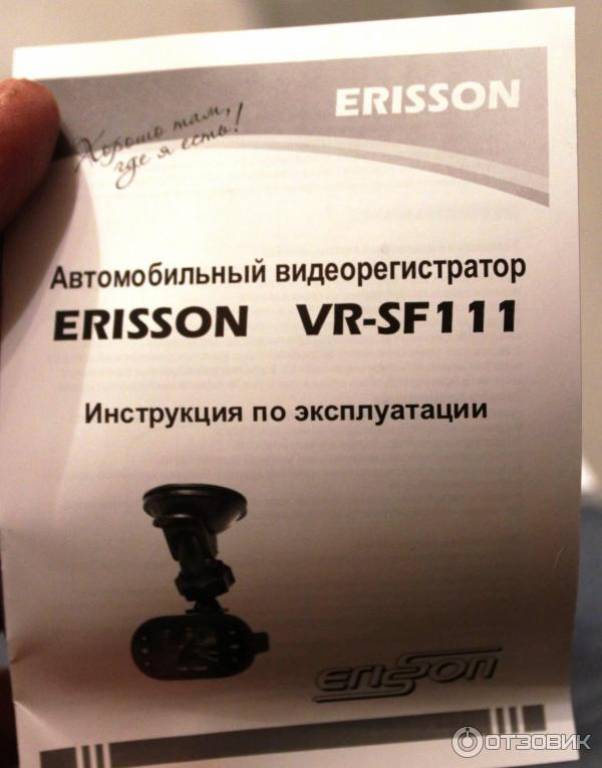 ERISSON
Хорошо там,
где я есть!
Автомобильный видеорегистратор
ERISSON VR-SF111
Инструкция по эксплуатации
ERISSON
ОТЗОВИК